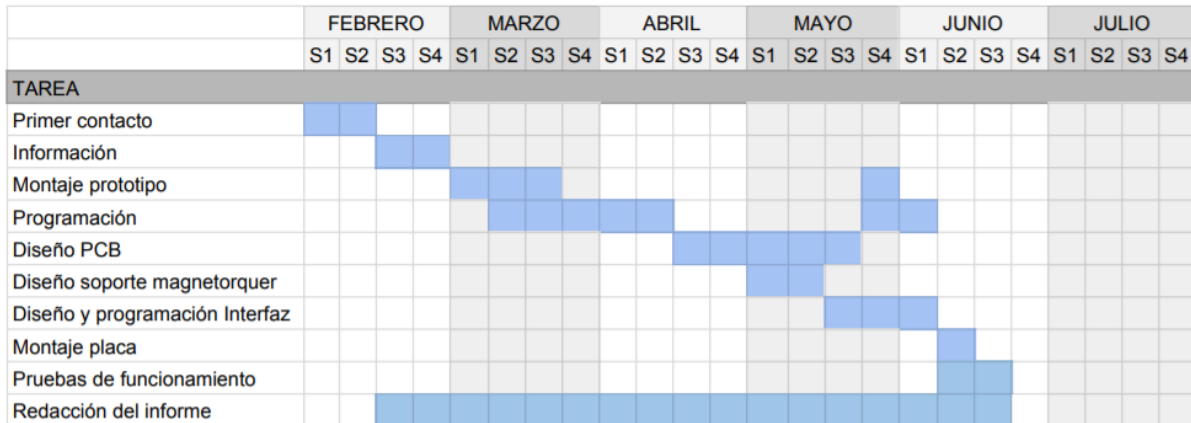 FEBRERO MARZO ABRIL MAYO JUNIO JULIO
S1 S2 S3 S4 S1 S2 S3 S4 S1 S2 S3 S4 S1 S2 S3 S4 S1 S2 S3 S4 S1 S2 S3 S4
TAREA
Primer contacto
Información
Montaje prototipo
Programación
Diseño PCB
Diseño soporte magnetorquer
Diseño y programación Interfaz
Montaje placa
Pruebas de funcionamiento
Redacción del informe